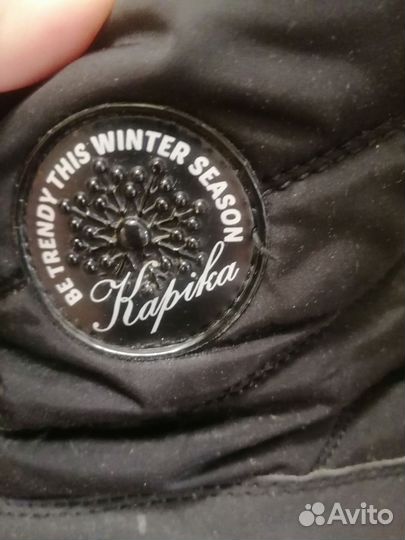 BE TRENDY THIS WINTER SEASON
Kapika
Avito